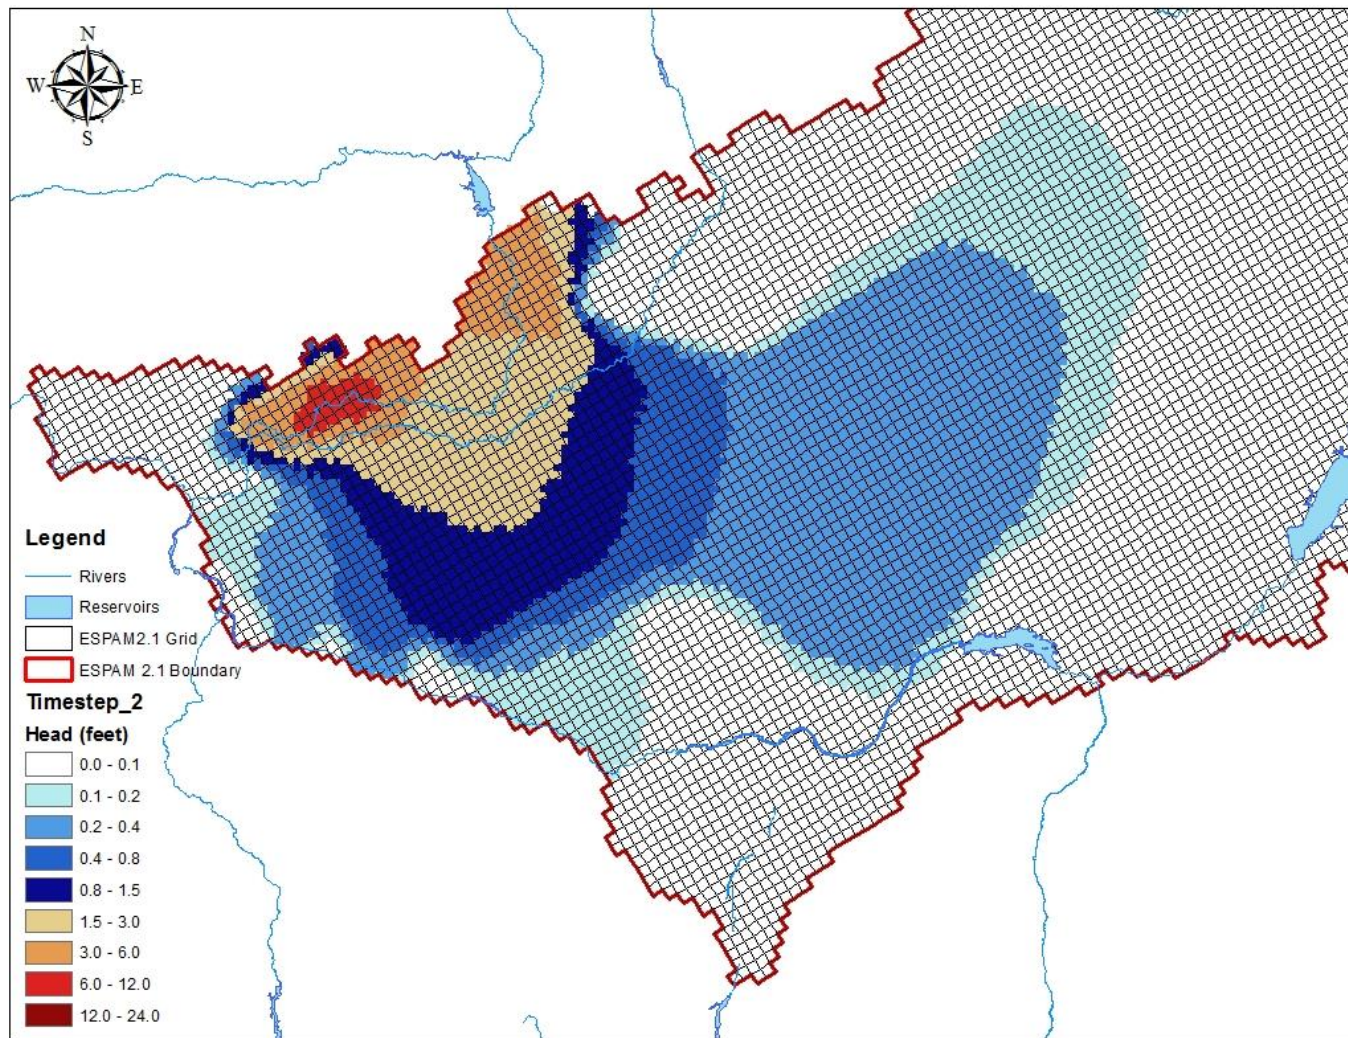 N
W E
S
Legend
Rivers
Reservoirs
ESPAM2.1 Grid
ESPAM 2.1 Boundary
Timestep_2
Head (feet)
0.0 - 0.1
0.1 - 0.2
0.2 - 0.4
0.4 - 0.8
0.8 - 1.5
1.5 - 3.0
3.0 - 6.0
6.0 - 12.0
12.0 - 24.0